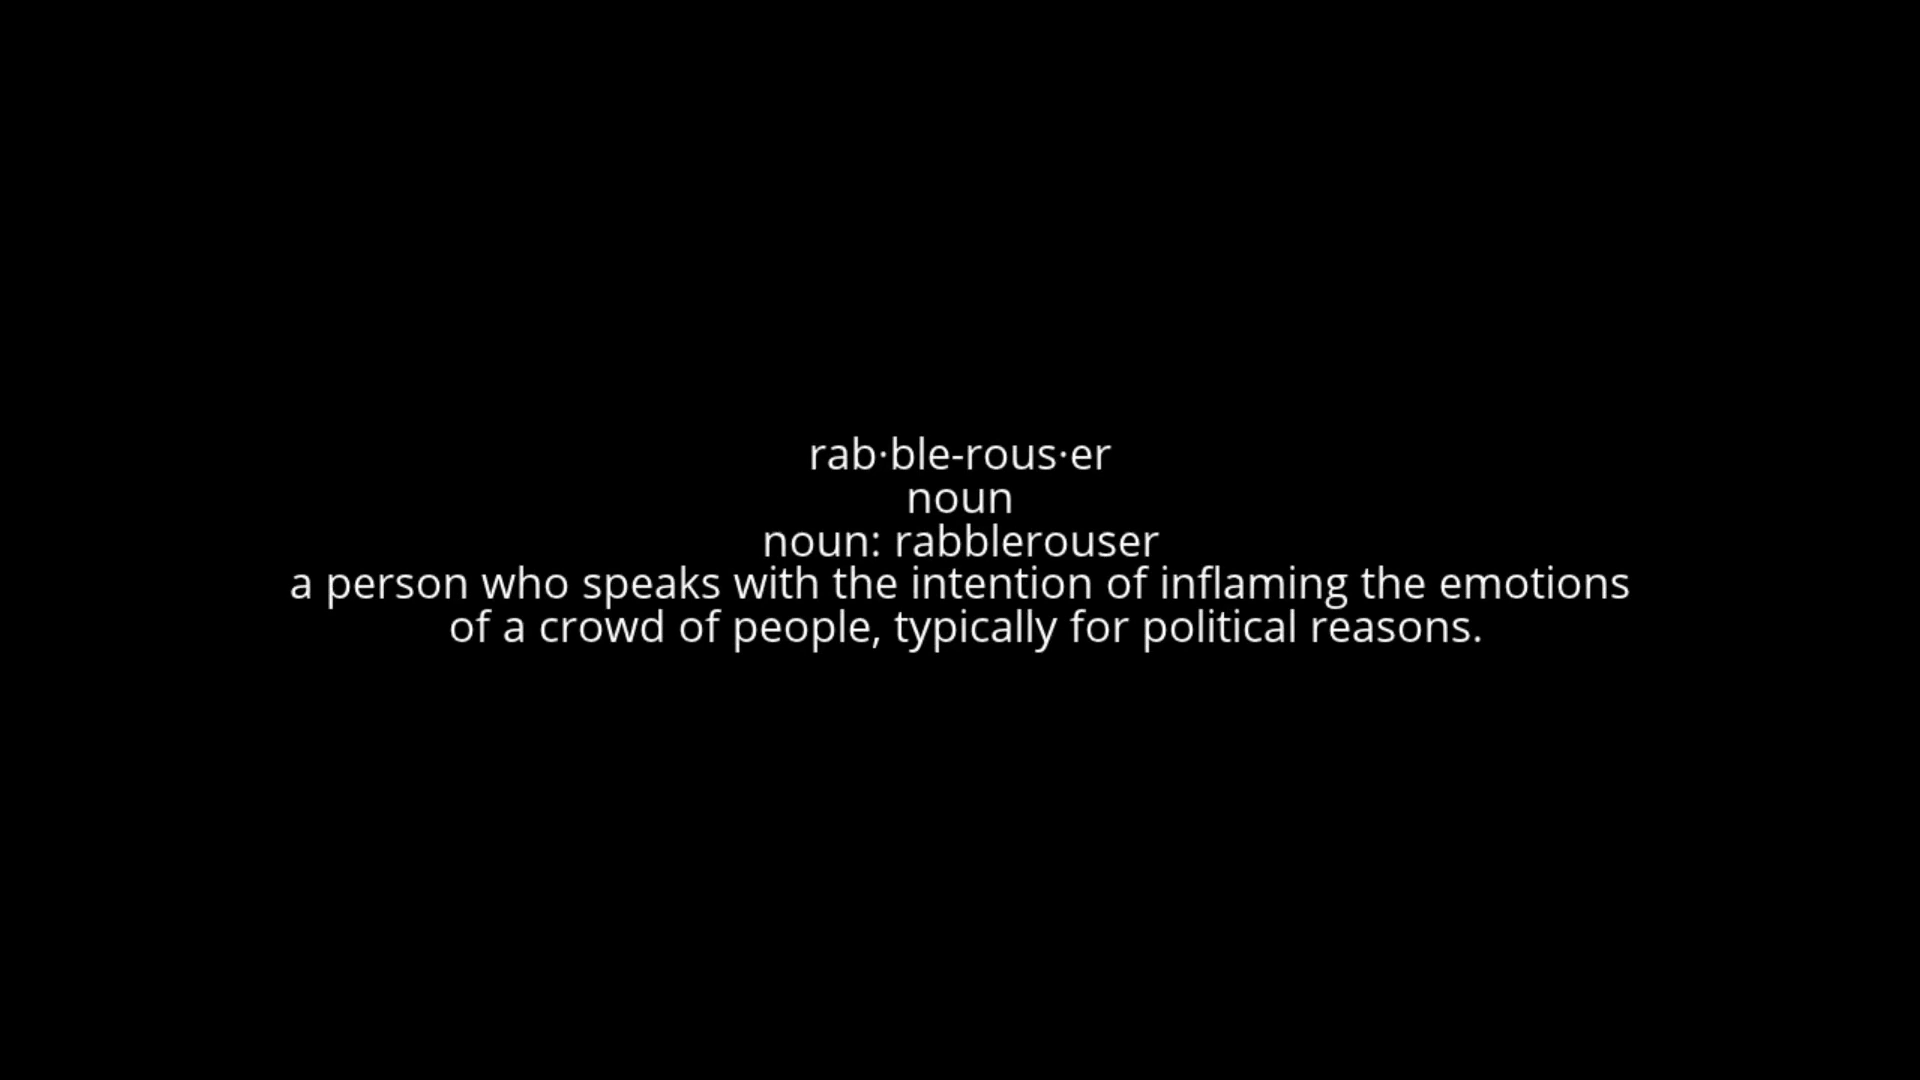 rab·ble-rous·er
noun
noun: rabblerouser
a person who speaks with the intention of inflaming the emotions
of a crowd of people, typically for political reasons.